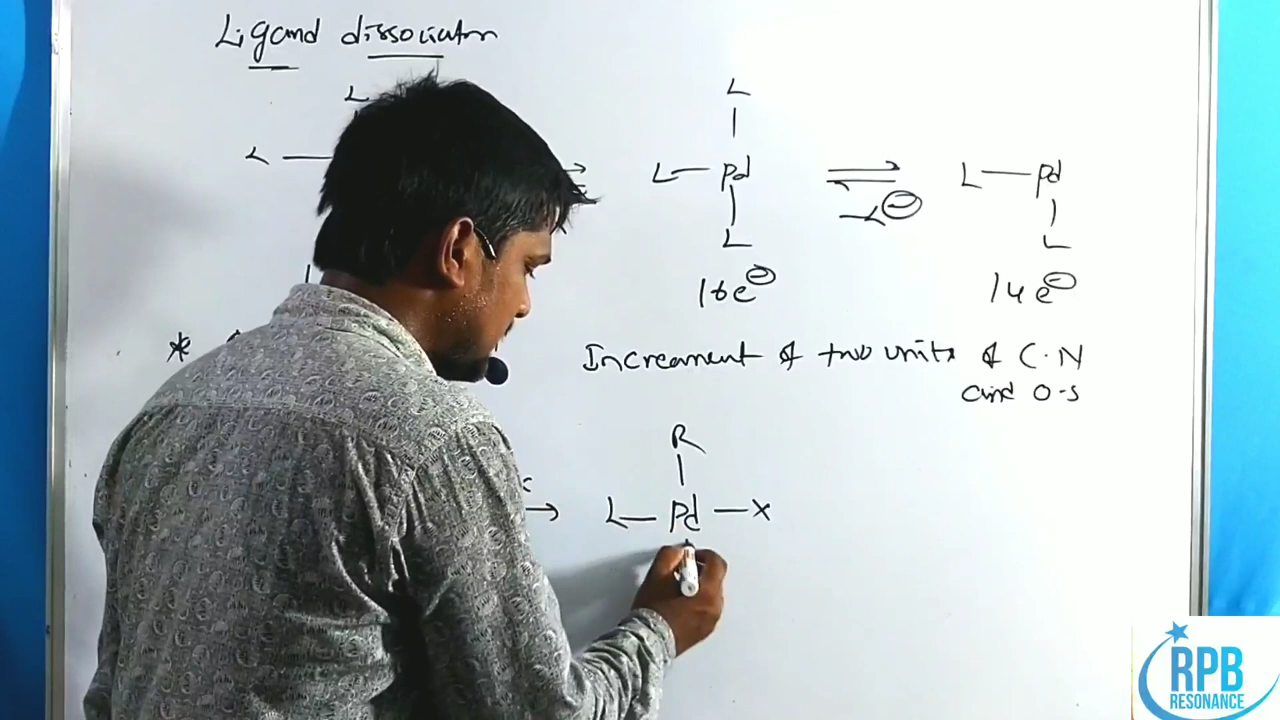 Ligand dissociation
L
L
L — L — Pd ⇌ L — Pd
-L⊖
L L
16e⊖ 14e⊖
* Increament of two units of C.N
and O-S
R
→ L — Pd — X
RPB
RESONANCE